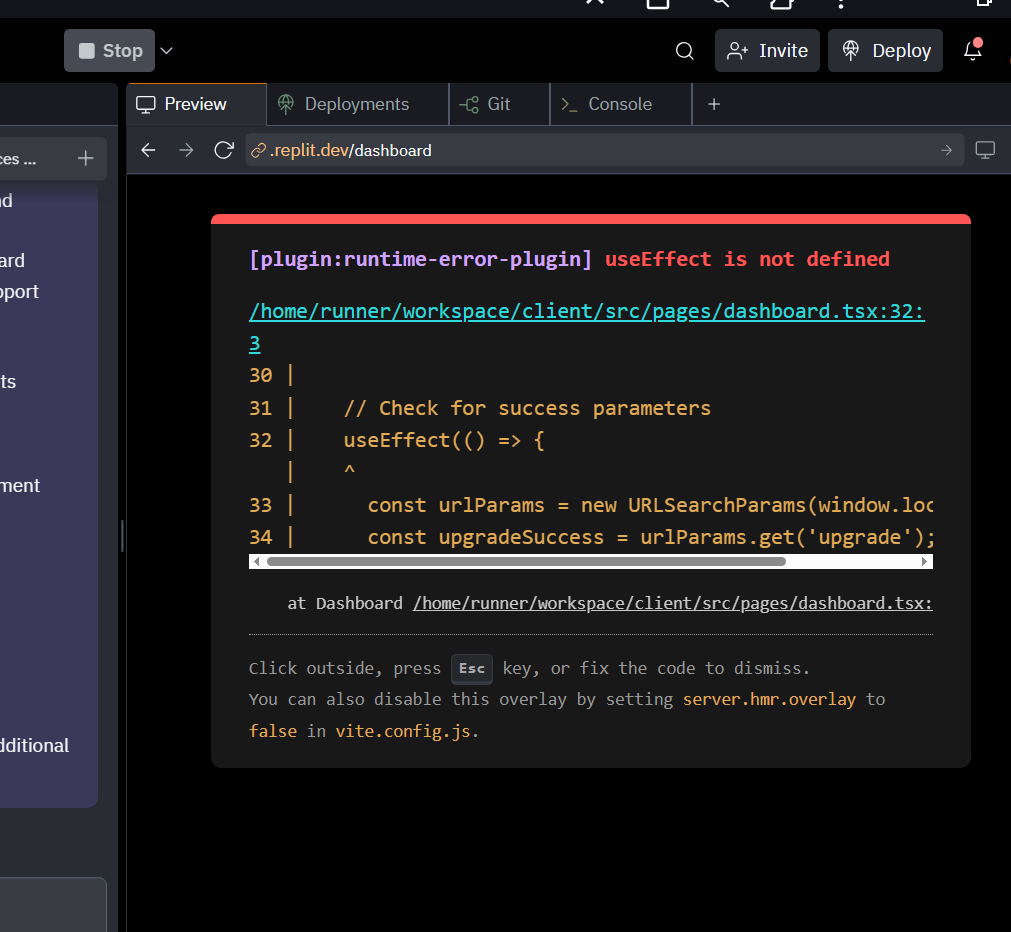 Stop
Invite
Deploy
Preview
Deployments
Git
Console
ces ...
.replit.dev/dashboard
nd
ard
pport
ts
ment
dditional
[plugin:runtime-error-plugin] useEffect is not defined
/home/runner/workspace/client/src/pages/dashboard.tsx:32:
3
30 |
31 |    // Check for success parameters
32 |    useEffect(() => {
   |    ^
33 |      const urlParams = new URLSearchParams(window.loc
34 |      const upgradeSuccess = urlParams.get('upgrade');
at Dashboard /home/runner/workspace/client/src/pages/dashboard.tsx:
Click outside, press Esc key, or fix the code to dismiss.
You can also disable this overlay by setting server.hmr.overlay to
false in vite.config.js.